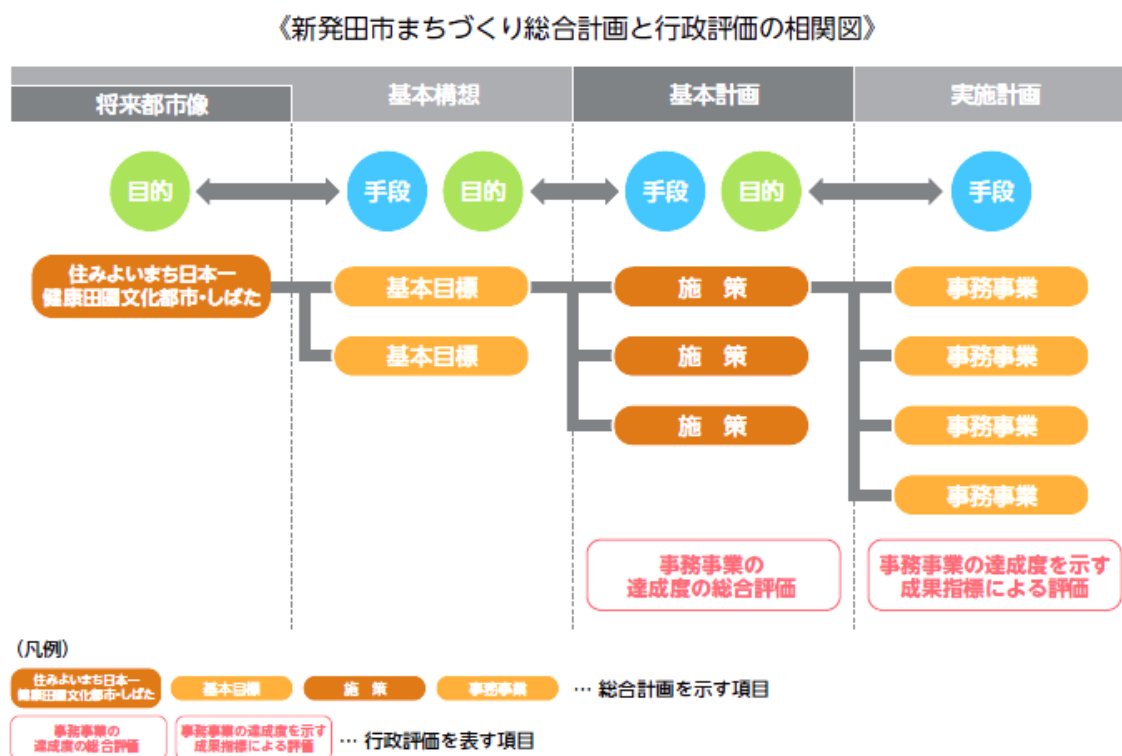 《新発田市まちづくり総合計画と行政評価の相関図》
将来都市像
基本構想
基本計画
実施計画
目的
手段
目的
手段
目的
手段
住みよいまち日本一
健康田園文化都市・しばた
基本目標
施 策
事務事業
基本目標
施 策
事務事業
施 策
事務事業
事務事業
事務事業の
達成度の総合評価
事務事業の達成度を示す
成果指標による評価
(凡例)
住みよいまち日本一
健康田園文化都市・しばた
基本目標
施 策
事務事業
… 総合計画を示す項目
事務事業の
達成度の総合評価
事務事業の達成度を示す
成果指標による評価
… 行政評価を表す項目